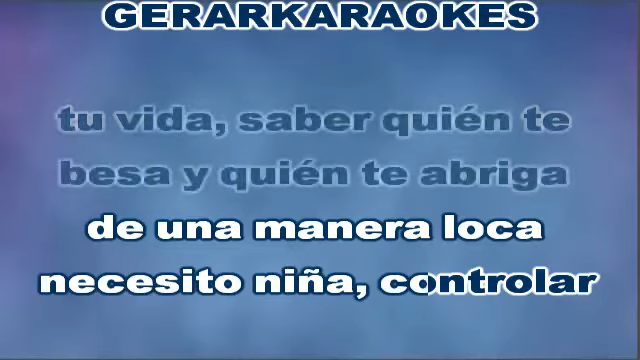 GERARKARAOKES
tu vida, saber quién te
besa y quién te abriga
de una manera loca
necesito niña, controlar